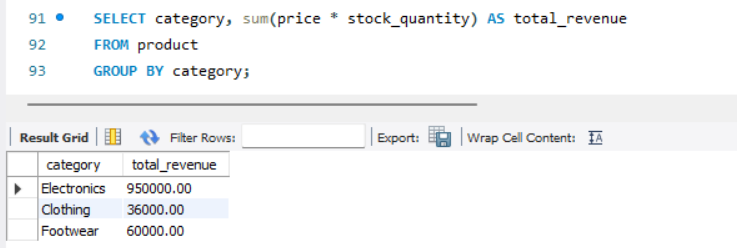 91 SELECT category, sum(price * stock_quantity) AS total_revenue
92 FROM product
93 GROUP BY category;
Result Grid Filter Rows: Export: Wrap Cell Content: IA
category total_revenue
Electronics 950000.00
Clothing 36000.00
Footwear 60000.00